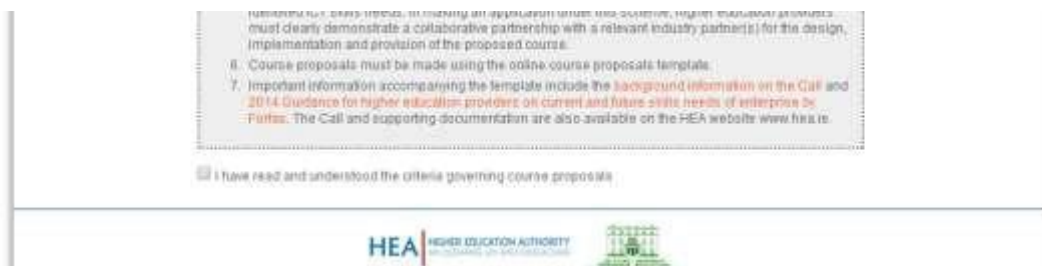 identified ICT skills needs. In making an application under this scheme, higher education providers
must clearly demonstrate a collaborative partnership with a relevant industry partner(s) for the design,
implementation and provision of the proposed course.
6. Course proposals must be made using the online course proposals template.
7. Important information accompanying the template include the background information on the Call and
2014 Guidance for higher education providers on current and future skills needs of enterprise by
Forfas. The Call and supporting documentation are also available on the HEA website www.hea.ie.
I have read and understood the criteria governing course proposals
HEA HIGHER EDUCATION AUTHORITY